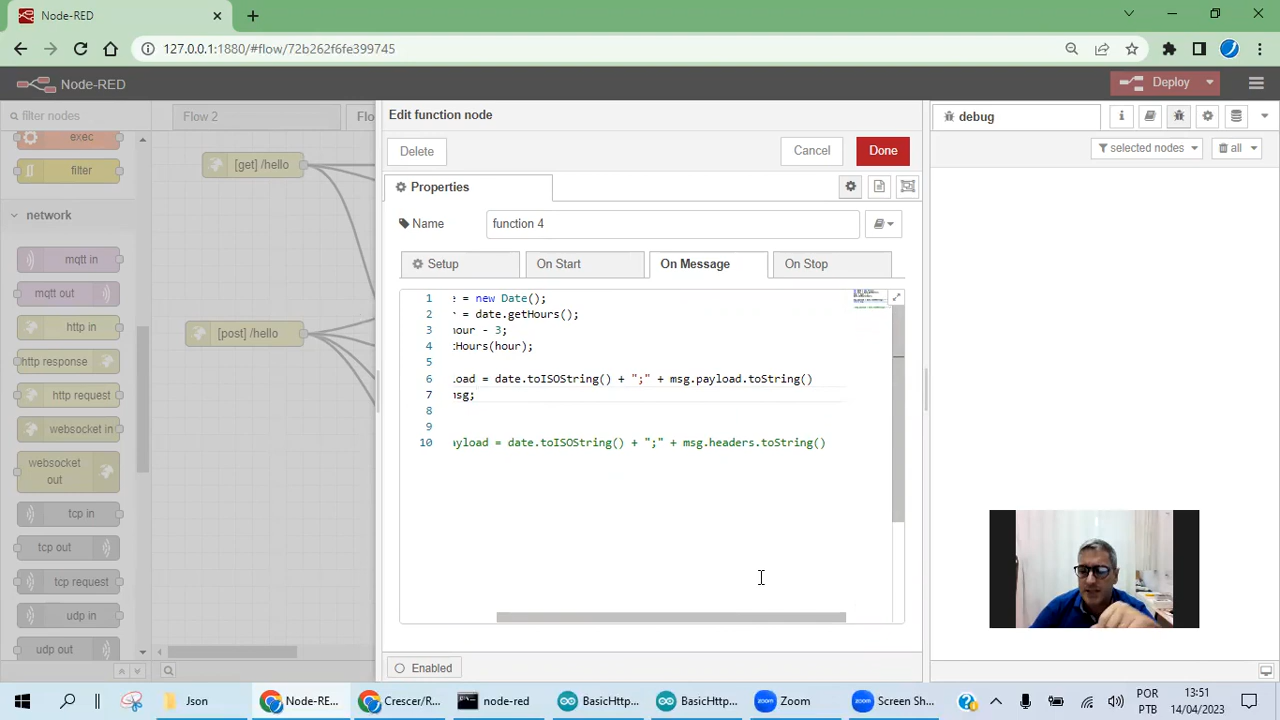 Node-RED
127.0.0.1:1880/#flow/72b262f6fe399745
Node-RED
Deploy
filter nodes
Flow 2
Flo
Edit function node
debug
exec
Delete
Cancel
Done
selected nodes
all
filter
[get] /hello
Properties
network
Name
function 4
mqtt in
Setup
On Start
On Message
On Stop
mqtt out
1 = new Date();
2 = date.getHours();
3 hour - 3;
4 Hours(hour);
5
6 .oad = date.toISOString() + ";" + msg.payload.toString()
7 msg;
8
9
10 ayload = date.toISOString() + ";" + msg.headers.toString()
http in
[post] /hello
http response
http request
websocket in
websocket
out
tcp in
tcp out
tcp request
udp in
udp out
Enabled
Json
Node-RE...
Crescer/R...
node-red
BasicHttp...
BasicHttp...
Zoom
Screen Sh...
POR
PTB
13:51
14/04/2023